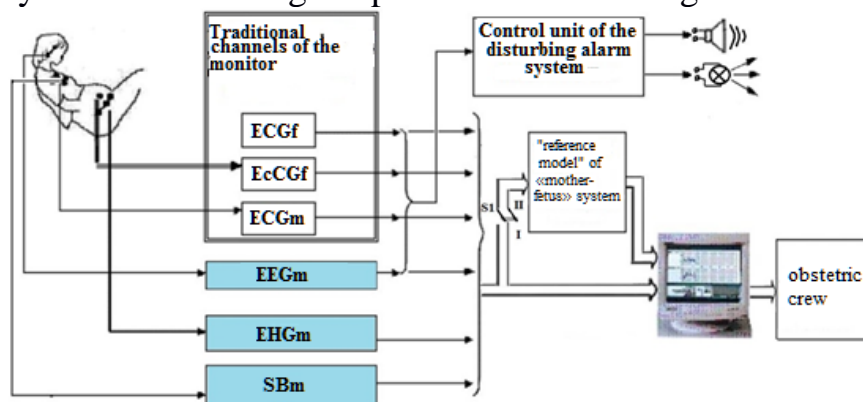 Traditional
channels of the
monitor
Control unit of the
disturbing alarm
system
ECGf
EcCGf
ECGm
EEGm
EHGm
SBm
S1
II
I
"reference
model" of
«mother-
fetus» system
obstetric
crew